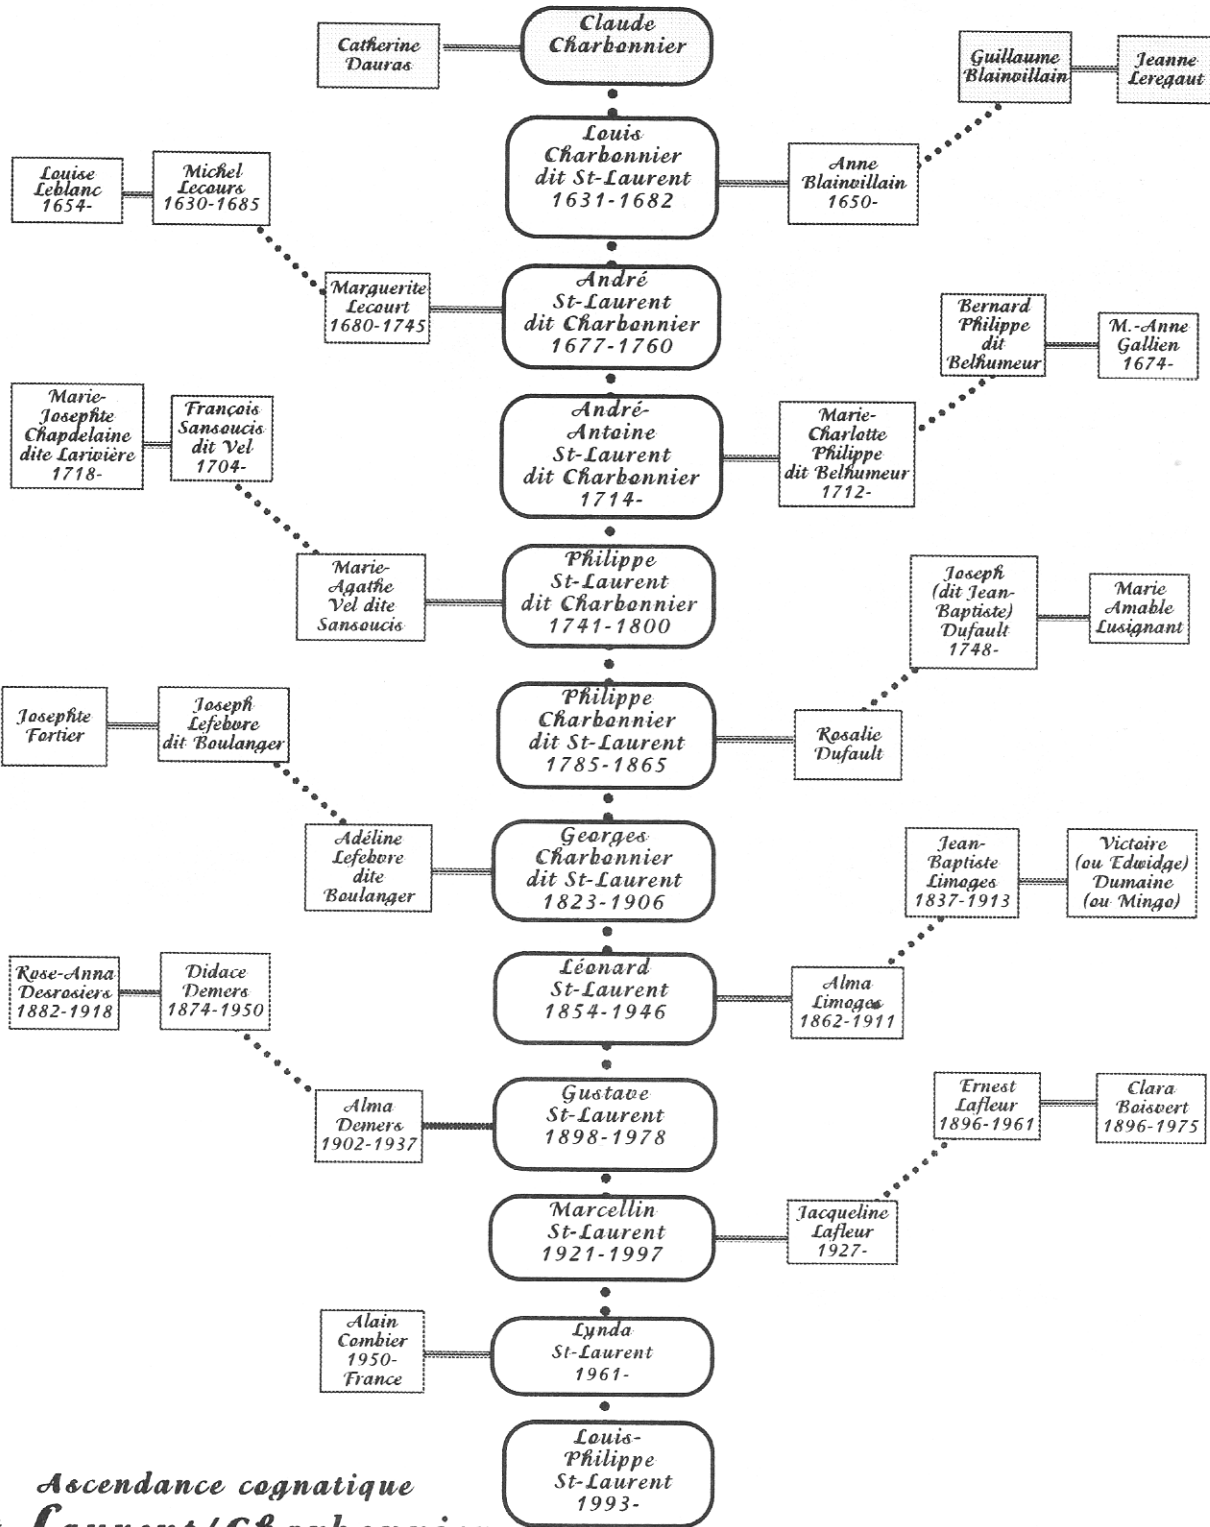 Claude
Charbonnier
Catherine
Dauras
Guillaume
Blainvillain
Jeanne
Leregaut
Louis
Charbonnier
dit St-Laurent
1631-1682
Anne
Blainvillain
1650-
Louise
Leblanc
1654-
Michel
Lecours
1630-1685
Marguerite
Lecourt
1680-1745
André
St-Laurent
dit Charbonnier
1677-1760
Bernard
Philippe
dit
Belhumeur
M.-Anne
Gallien
1674-
Marie-
Josephte
Chapdelaine
dite Larivière
1718-
François
Sansoucis
dit Vel
1704-
André-
Antoine
St-Laurent
dit Charbonnier
1714-
Marie-
Charlotte
Philippe
dit Belhumeur
1712-
Marie-
Agathe
Vel dite
Sansoucis
Philippe
St-Laurent
dit Charbonnier
1741-1800
Joseph
(dit Jean-
Baptiste)
Dufault
1748-
Marie
Amable
Lusignant
Josephte
Fortier
Joseph
Lefebvre
dit Boulanger
Philippe
Charbonnier
dit St-Laurent
1785-1865
Rosalie
Dufault
Adéline
Lefebvre
dite
Boulanger
Georges
Charbonnier
dit St-Laurent
1823-1906
Jean-
Baptiste
Limoges
1837-1913
Victoire
(ou Edwidge)
Dumaine
(ou Mingo)
Rose-Anna
Desrosiers
1882-1918
Didace
Demers
1874-1950
Léonard
St-Laurent
1854-1946
Alma
Limoges
1862-1911
Alma
Demers
1902-1937
Gustave
St-Laurent
1898-1978
Ernest
Lafleur
1896-1961
Clara
Boisvert
1896-1975
Marcellin
St-Laurent
1921-1997
Jacqueline
Lafleur
1927-
Alain
Combier
1950-
France
Lynda
St-Laurent
1961-
Louis-
Philippe
St-Laurent
1993-
Ascendance cognatique
Laurent/Charbonnier